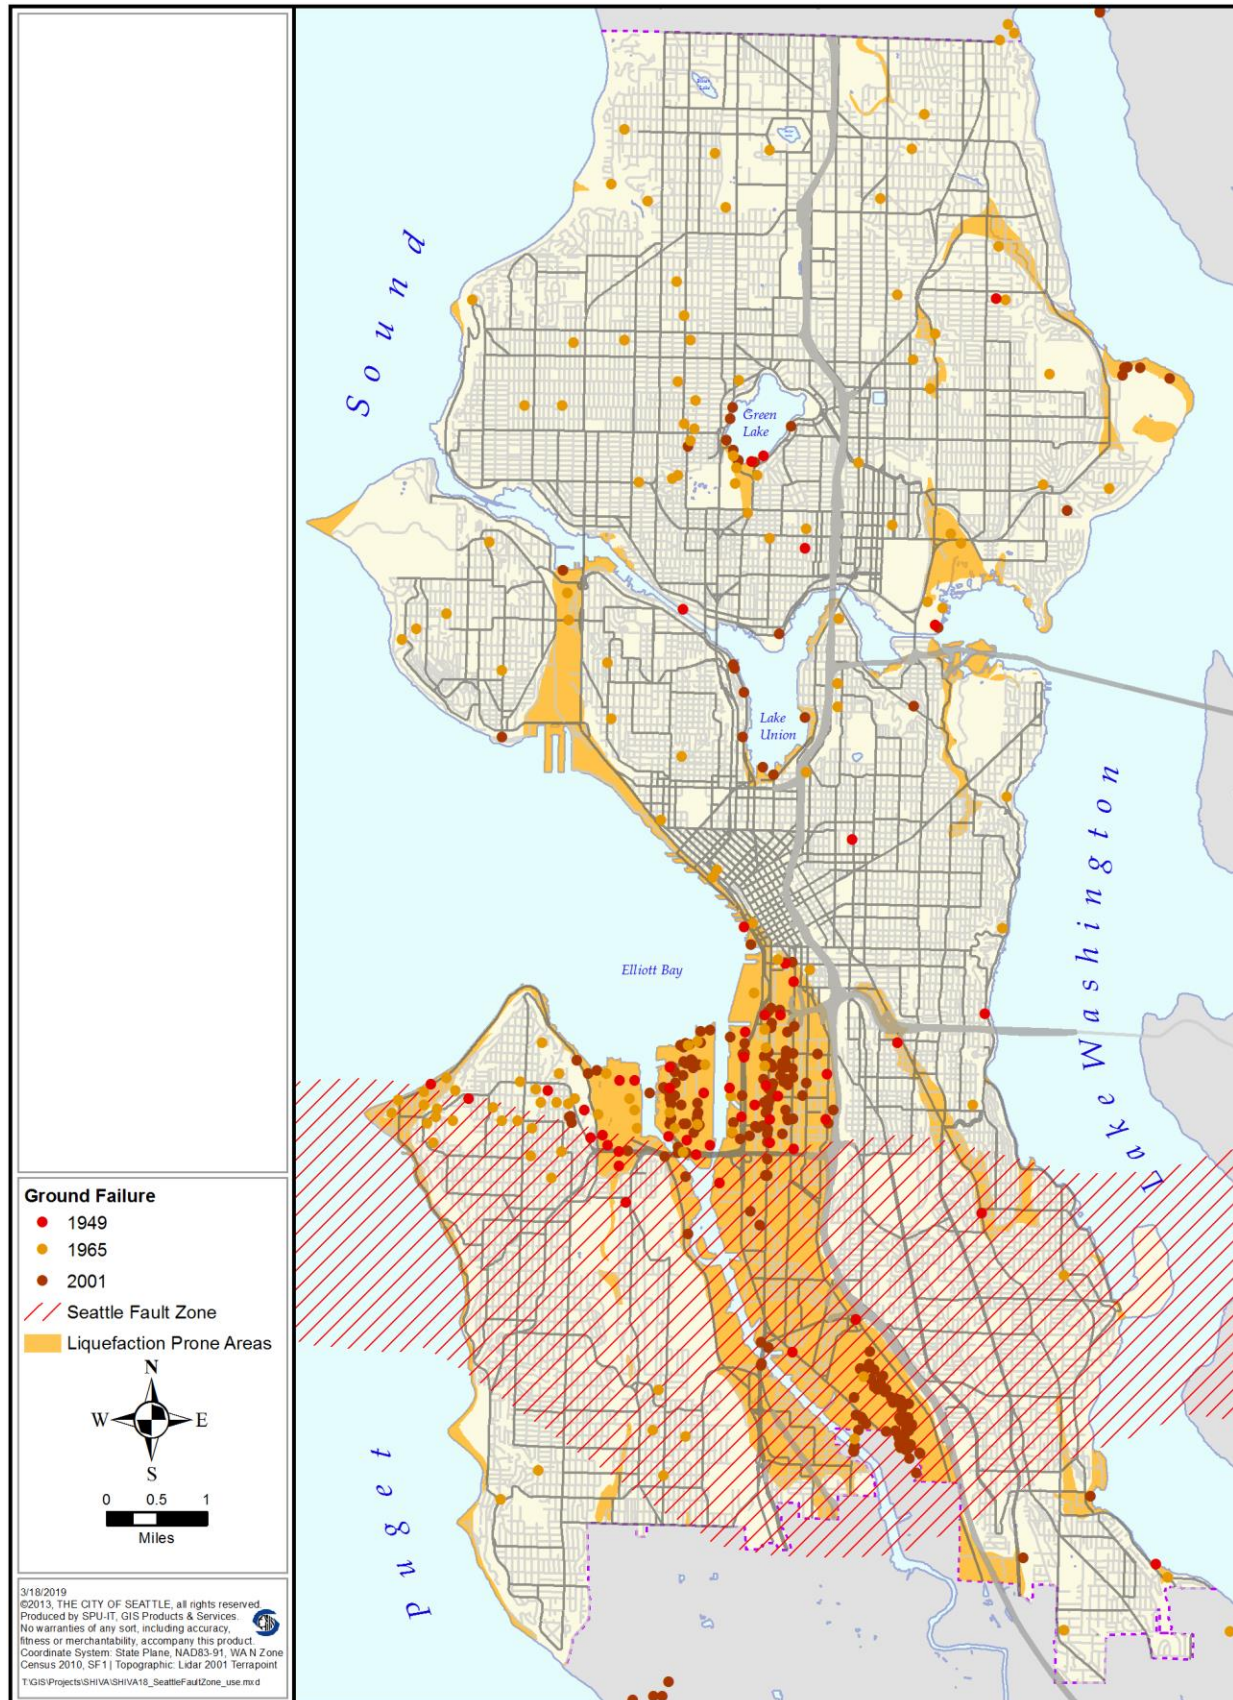 Sound
Green
Lake
Lake
Union
Elliott Bay
Lake Washington
Puget
Ground Failure
1949
1965
2001
Seattle Fault Zone
Liquefaction Prone Areas
N
W E
S
0 0.5 1
Miles
3/18/2019
©2013, THE CITY OF SEATTLE, all rights reserved.
Produced by SPU-IT, GIS Products & Services.
No warranties of any sort, including accuracy,
fitness or merchantability, accompany this product.
Coordinate System: State Plane, NAD83-91, WA N Zone
Census 2010, SF1 | Topographic: Lidar 2001 Terrapoint
T:\GIS\Projects\SHIVA\SHIVA18_SeattleFaultZone_use.mxd